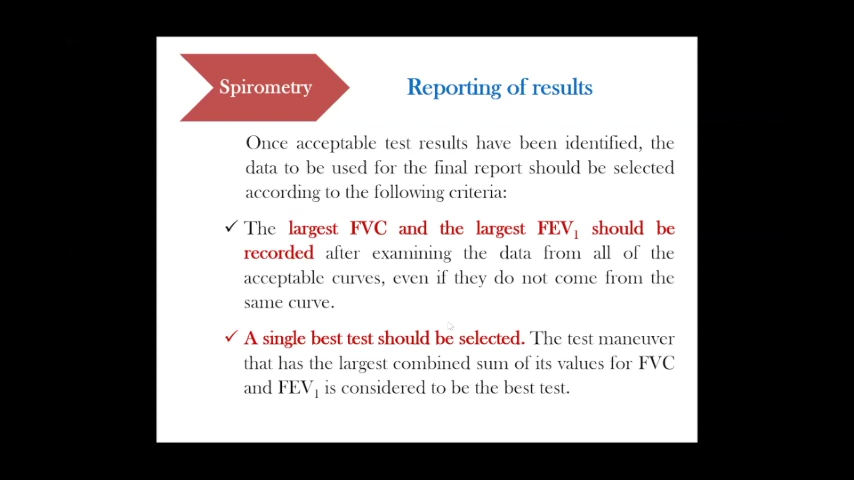 Spirometry
Reporting of results
Once acceptable test results have been identified, the
data to be used for the final report should be selected
according to the following criteria:
✓ The largest FVC and the largest FEV₁ should be
recorded after examining the data from all of the
acceptable curves, even if they do not come from the
same curve.
✓ A single best test should be selected. The test maneuver
that has the largest combined sum of its values for FVC
and FEV₁ is considered to be the best test.